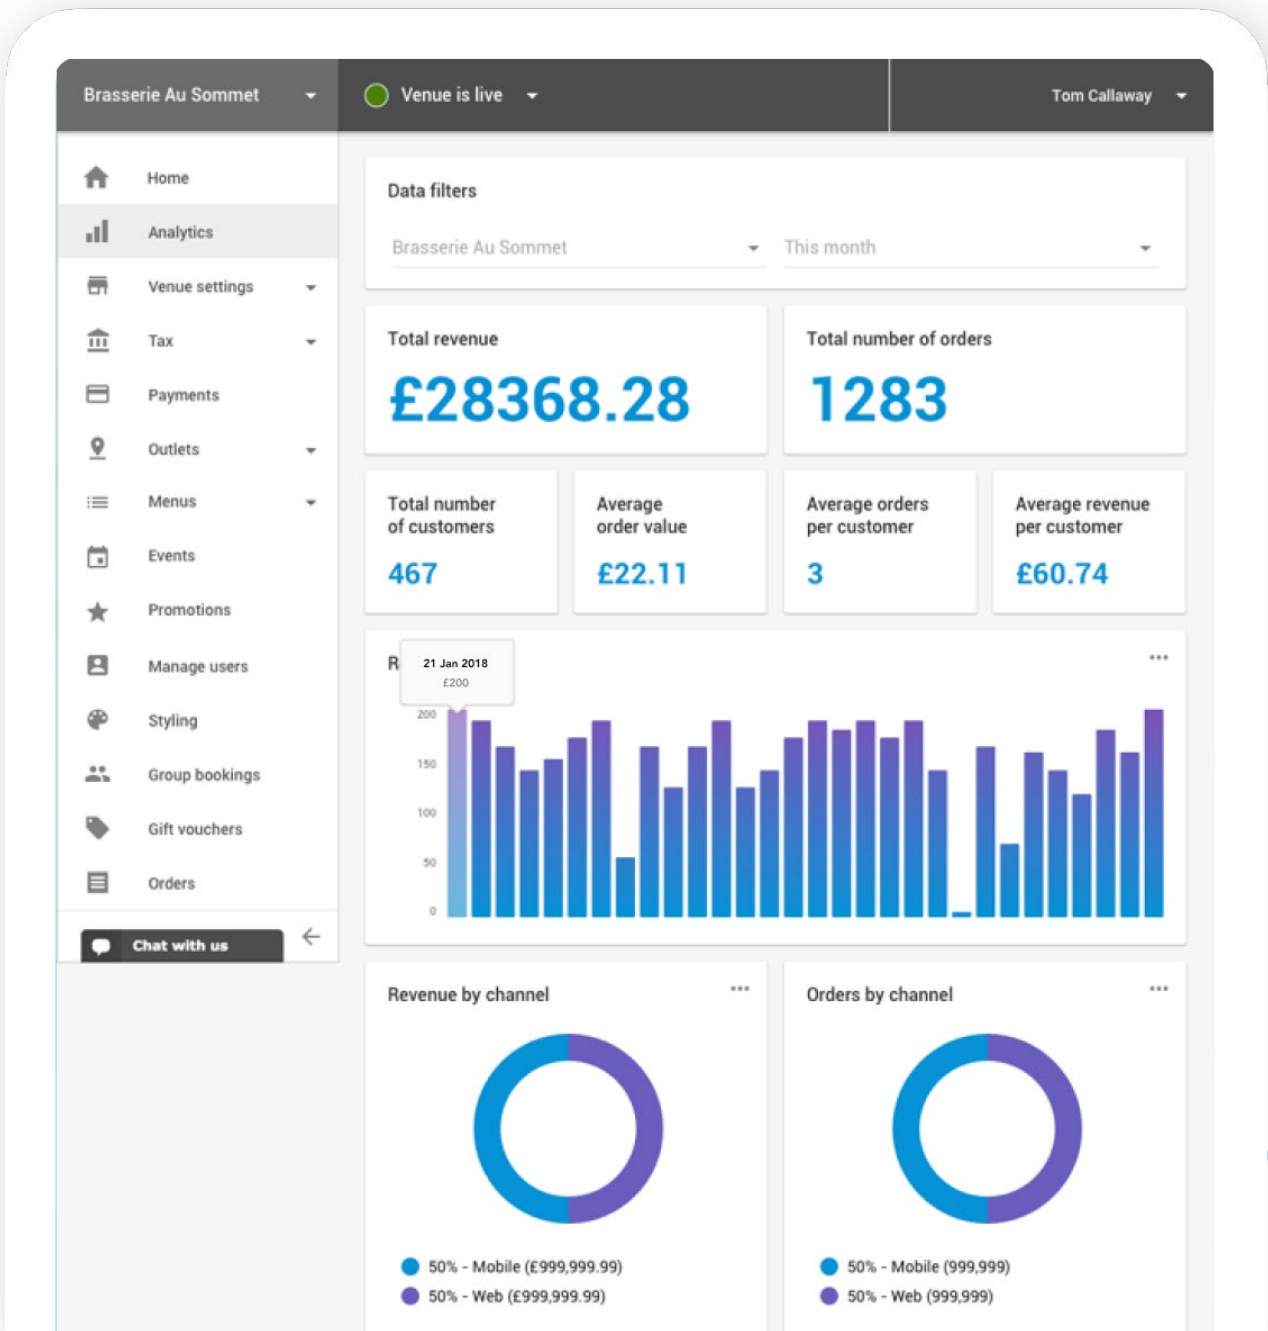 Brasserie Au Sommet
Venue is live
Tom Callaway
Home
Analytics
Venue settings
Tax
Payments
Outlets
Menus
Events
Promotions
Manage users
Styling
Group bookings
Gift vouchers
Orders
Chat with us
Data filters
Brasserie Au Sommet
This month
Total revenue
£28368.28
Total number of orders
1283
Total number
of customers
467
Average
order value
£22.11
Average orders
per customer
3
Average revenue
per customer
£60.74
R
21 Jan 2018
£200
200
150
100
50
0
Revenue by channel
50% - Mobile (£999,999.99)
50% - Web (£999,999.99)
Orders by channel
50% - Mobile (999,999)
50% - Web (999,999)